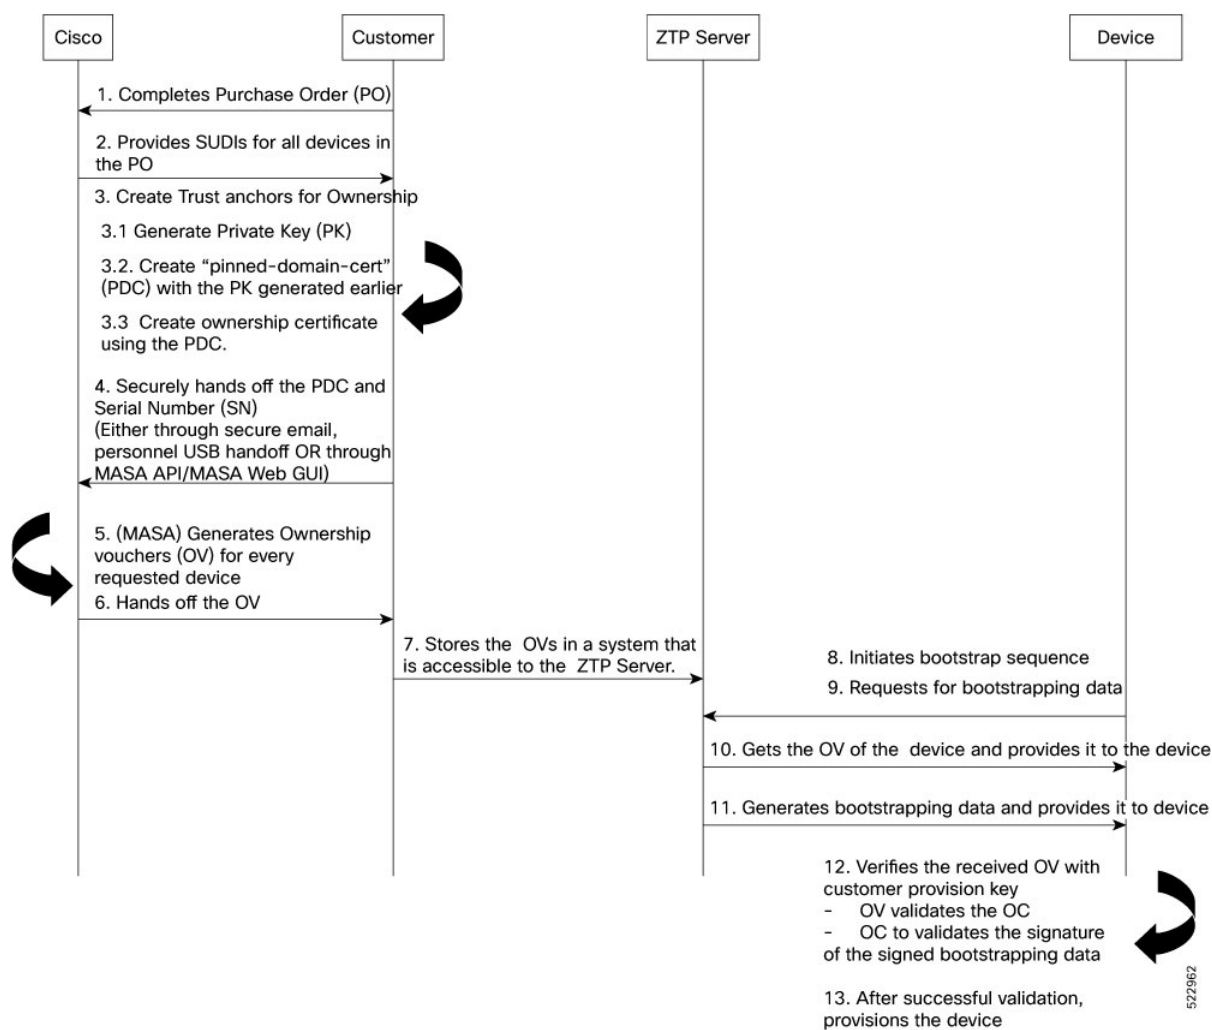 Cisco
Customer
ZTP Server
Device
1. Completes Purchase Order (PO)
2. Provides SUDIs for all devices in
the PO
3. Create Trust anchors for Ownership
3.1 Generate Private Key (PK)
3.2. Create “pinned-domain-cert”
(PDC) with the PK generated earlier
3.3 Create ownership certificate
using the PDC.
4. Securely hands off the PDC and
Serial Number (SN)
(Either through secure email,
personnel USB handoff OR through
MASA API/MASA Web GUI)
5. (MASA) Generates Ownership
vouchers (OV) for every
requested device
6. Hands off the OV
7. Stores the OVs in a system that
is accessible to the ZTP Server.
8. Initiates bootstrap sequence
9. Requests for bootstrapping data
10. Gets the OV of the device and provides it to the device
11. Generates bootstrapping data and provides it to device
12. Verifies the received OV with
customer provision key
- OV validates the OC
- OC to validates the signature
of the signed bootstrapping data
13. After successful validation,
provisions the device
522962